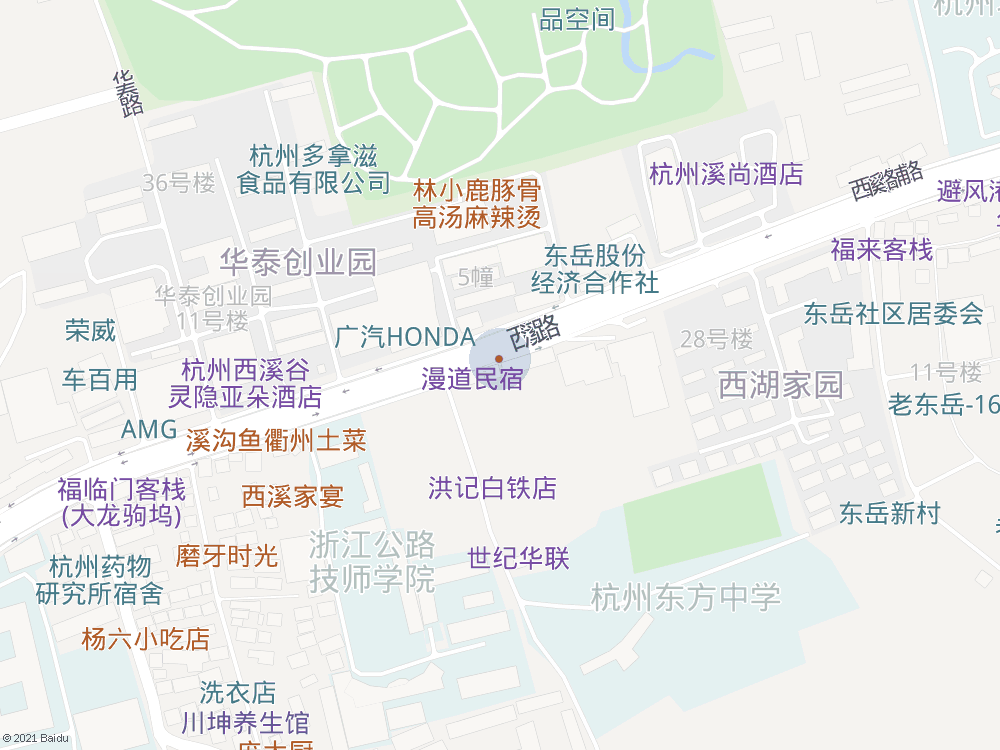 品空间
杭州
华泰路
杭州多拿滋
食品有限公司
36号楼
林小鹿豚骨
高汤麻辣烫
杭州溪尚酒店
西溪路辅路
避风港
福来客栈
华泰创业园
5幢
东岳股份
经济合作社
华泰创业园
11号楼
荣威
广汽HONDA
西溪路
28号楼
东岳社区居委会
杭州西溪谷
灵隐亚朵酒店
车百用
漫道民宿
西湖家园
11号楼
老东岳-16
AMG
溪沟鱼衢州土菜
福临门客栈
(大龙驹坞)
西溪家宴
洪记白铁店
东岳新村
浙江公路
技师学院
磨牙时光
世纪华联
杭州药物
研究所宿舍
杭州东方中学
杨六小吃店
洗衣店
川坤养生馆
© 2021 Baidu